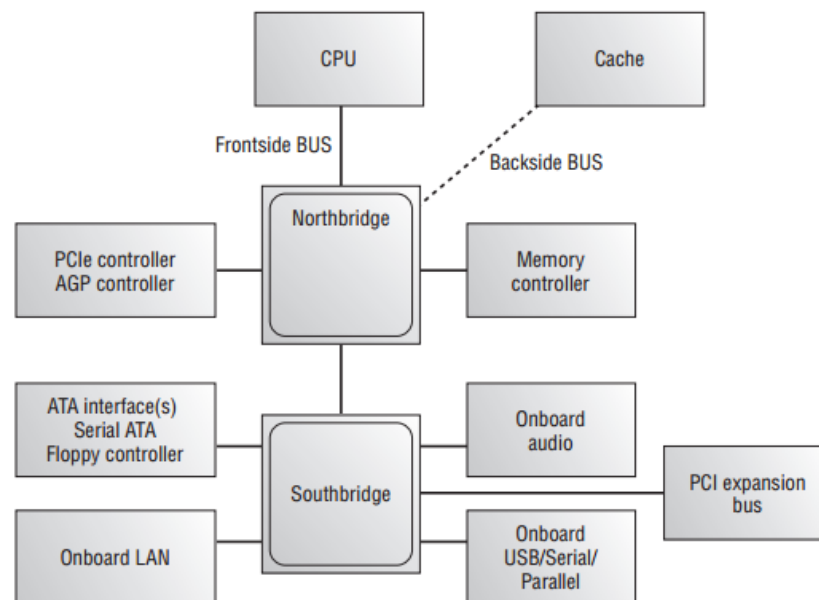 CPU
Cache
Frontside BUS
Backside BUS
Northbridge
PCIe controller
AGP controller
Memory
controller
ATA interface(s)
Serial ATA
Floppy controller
Onboard
audio
Southbridge
PCI expansion
bus
Onboard LAN
Onboard
USB/Serial/
Parallel